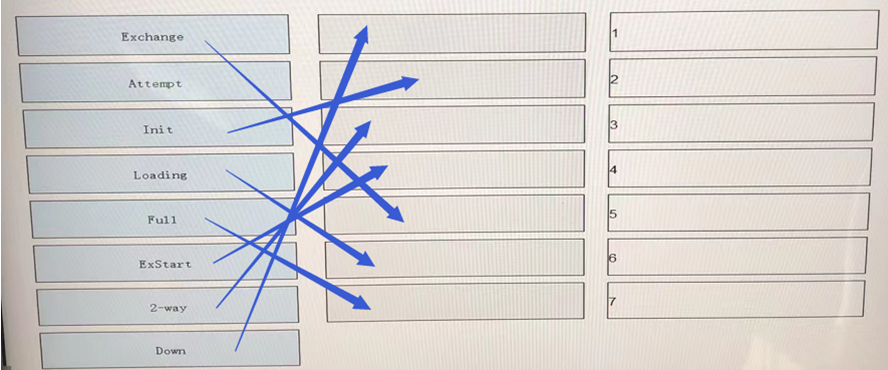 Exchange
1
Attempt
2
Init
3
Loading
4
Full
5
ExStart
6
2-way
7
Down